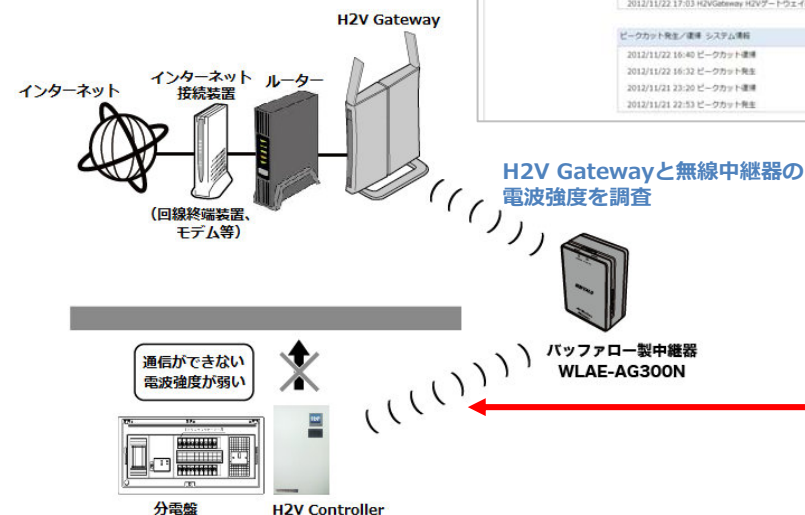 2012/11/22 17:03 H2VGateway H2Vゲートウェイ
ピークカット発生/復帰 システム情報
2012/11/22 16:40 ピークカット復帰
2012/11/22 16:32 ピークカット発生
2012/11/21 23:20 ピークカット復帰
2012/11/21 22:53 ピークカット発生
H2V Gateway
インターネット
インターネット
接続装置
ルーター
(回線終端装置、
モデム等)
H2V Gatewayと無線中継器の
電波強度を調査
バッファロー製中継器
WLAE-AG300N
通信ができない
電波強度が弱い
分電盤
H2V Controller